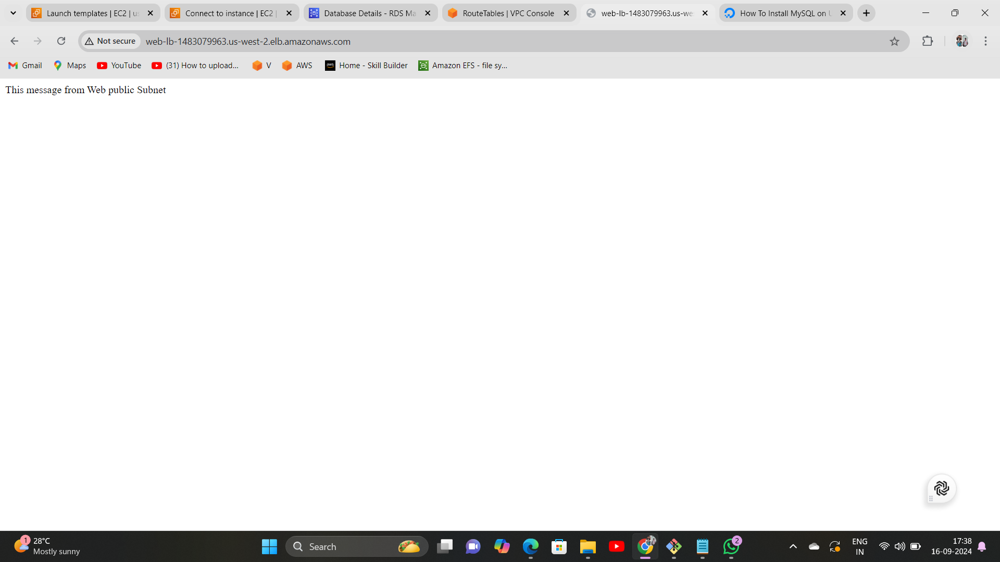 Launch templates | EC2 | us
Connect to instance | EC2 |
Database Details - RDS Ma
RouteTables | VPC Console
web-lb-1483079963.us-we
How To Install MySQL on U
Not secure
web-lb-1483079963.us-west-2.elb.amazonaws.com
Gmail
Maps
YouTube
(31) How to upload...
V
AWS
aws
Home - Skill Builder
Amazon EFS - file sy...
This message from Web public Subnet
1
28°C
Mostly sunny
Search
2
ENG
IN
17:38
16-09-2024